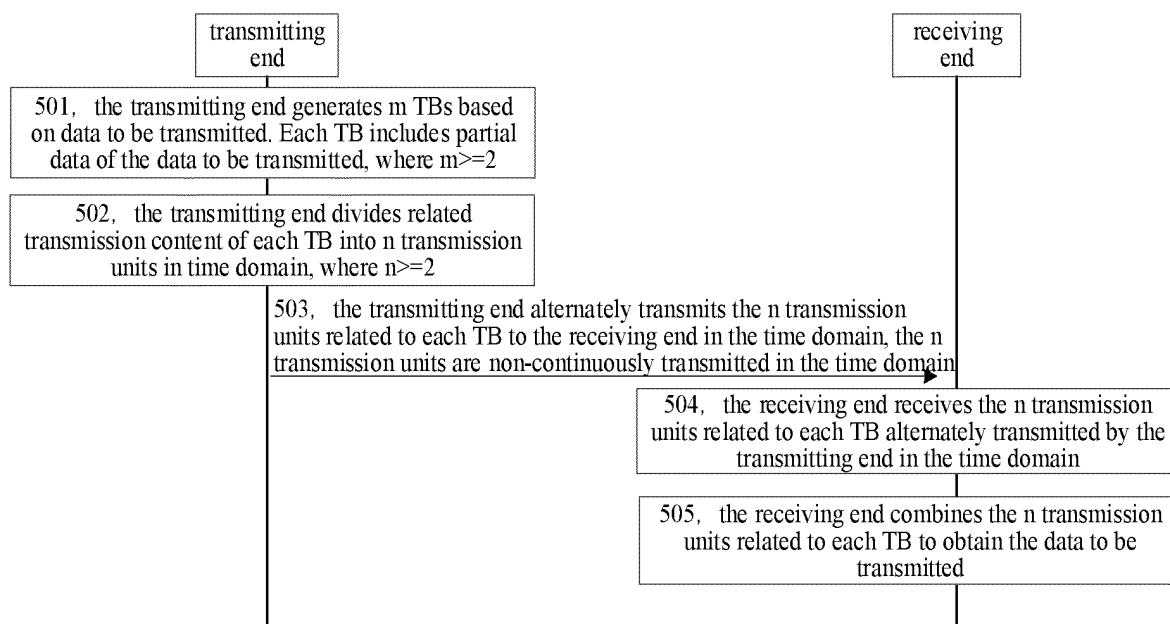 transmitting
end
receiving
end
501，the transmitting end generates m TBs based
on data to be transmitted. Each TB includes partial
data of the data to be transmitted, where m>=2
502，the transmitting end divides related
transmission content of each TB into n transmission
units in time domain, where n>=2
503，the transmitting end alternately transmits the n transmission
units related to each TB to the receiving end in the time domain, the n
transmission units are non-continuously transmitted in the time domain
504，the receiving end receives the n transmission
units related to each TB alternately transmitted by the
transmitting end in the time domain
505，the receiving end combines the n transmission
units related to each TB to obtain the data to be
transmitted